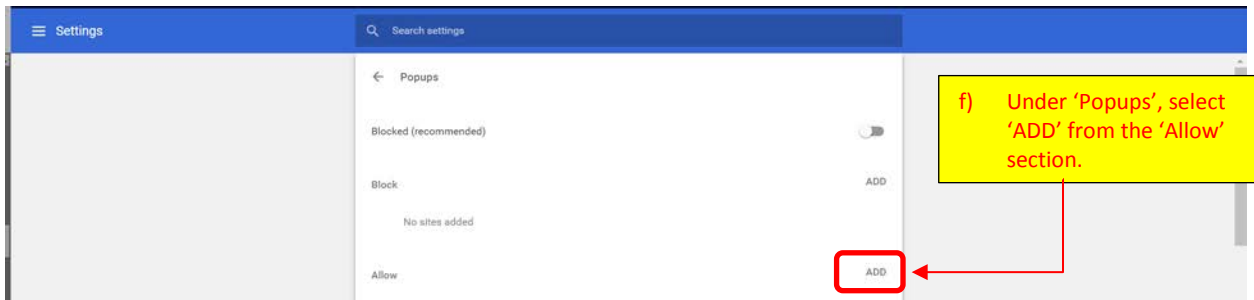 Settings
Search settings
Popups
Blocked (recommended)
Block
ADD
No sites added
Allow
ADD
f) Under ‘Popups’, select
‘ADD’ from the ‘Allow’
section.